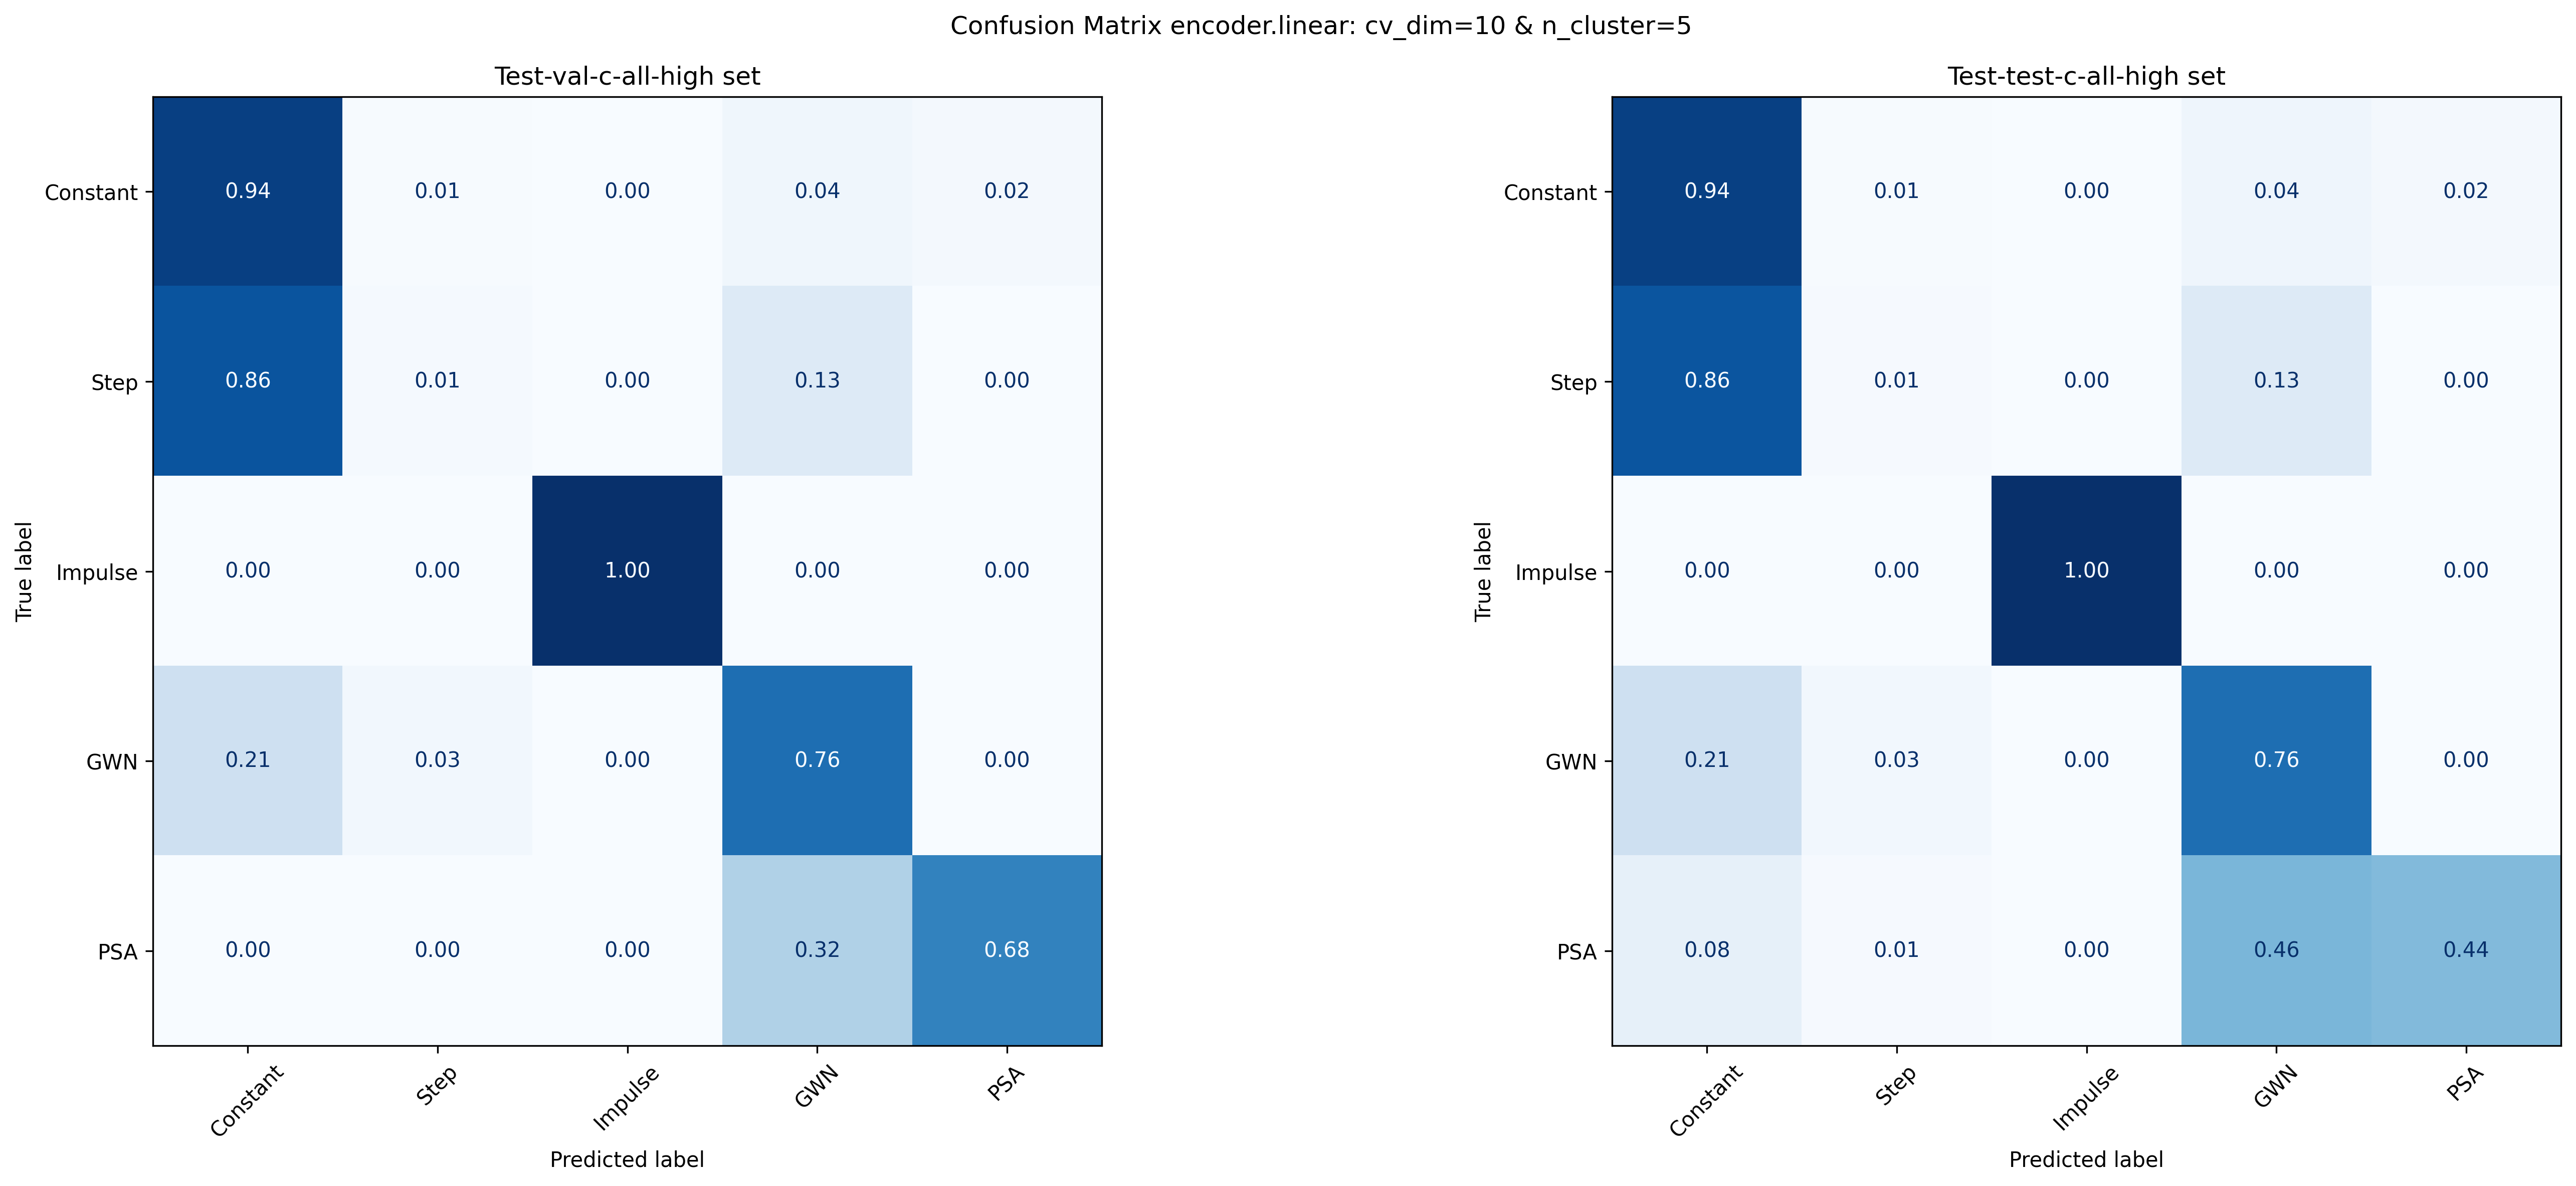 Confusion Matrix encoder.linear: cv_dim=10 & n_cluster=5
Test-val-c-all-high set
True label
Constant 0.94 0.01 0.00 0.04 0.02
Step 0.86 0.01 0.00 0.13 0.00
Impulse 0.00 0.00 1.00 0.00 0.00
GWN 0.21 0.03 0.00 0.76 0.00
PSA 0.00 0.00 0.00 0.32 0.68
Constant Step Impulse GWN PSA
Predicted label
Test-test-c-all-high set
True label
Constant 0.94 0.01 0.00 0.04 0.02
Step 0.86 0.01 0.00 0.13 0.00
Impulse 0.00 0.00 1.00 0.00 0.00
GWN 0.21 0.03 0.00 0.76 0.00
PSA 0.08 0.01 0.00 0.46 0.44
Constant Step Impulse GWN PSA
Predicted label